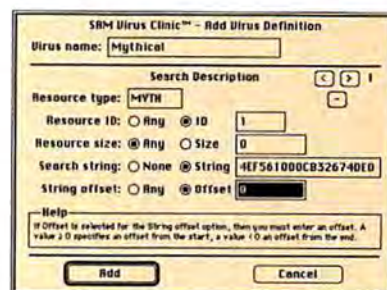 SAM Virus Clinic™ – Add Virus Definition
Virus name: Mythical
Search Description < > 1
Resource type: MYTH -
Resource ID: Any ID 1
Resource size: Any Size 0
Search string: None String 4EF561000CB32674DE0
String offset: Any Offset 0
Help
If Offset is selected for the String offset option, then you must enter an offset. A
value ≥ 0 specifies an offset from the start, a value < 0 an offset from the end.
Add Cancel